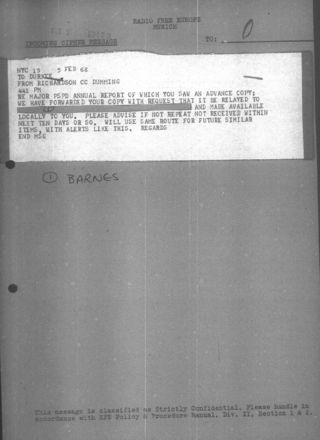 RADIO FREE EUROPE
MUNICH
INCOMING CIPHER MESSAGE
TO: 0
NYC 13 5 FEB 68
TO DURKEE
FROM RICHARDSON CC DUNNING
441 PM
RE MAJOR PSPD ANNUAL REPORT OF WHICH YOU SAW AN ADVANCE COPY:
WE HAVE FORWARDED YOUR COPY WITH REQUEST THAT IT BE RELAYED TO
AND MADE AVAILABLE
LOCALLY TO YOU. PLEASE ADVISE IF NOT REPEAT NOT RECEIVED WITHIN
NEXT TEN DAYS OR SO. WILL USE SAME ROUTE FOR FUTURE SIMILAR
ITEMS, WITH ALERTS LIKE THIS. REGARDS
END MSG
① BARNES
This message is classified as Strictly Confidential. Please handle in
accordance with RFE Policy & Procedure Manual, Div. II, Section 1 & 2.